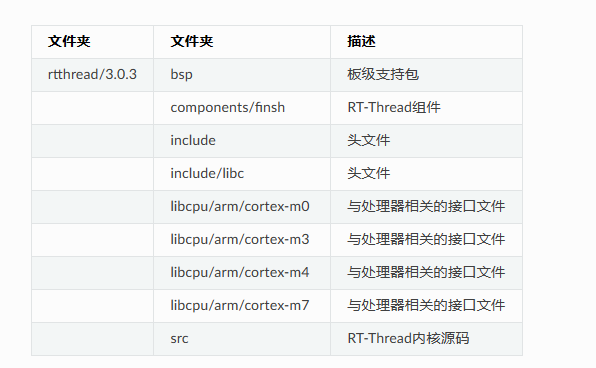 文件夹 文件夹 描述
rtthread/3.0.3 bsp 板级支持包
components/finsh RT-Thread组件
include 头文件
include/libc 头文件
libcpu/arm/cortex-m0 与处理器相关的接口文件
libcpu/arm/cortex-m3 与处理器相关的接口文件
libcpu/arm/cortex-m4 与处理器相关的接口文件
libcpu/arm/cortex-m7 与处理器相关的接口文件
src RT-Thread内核源码